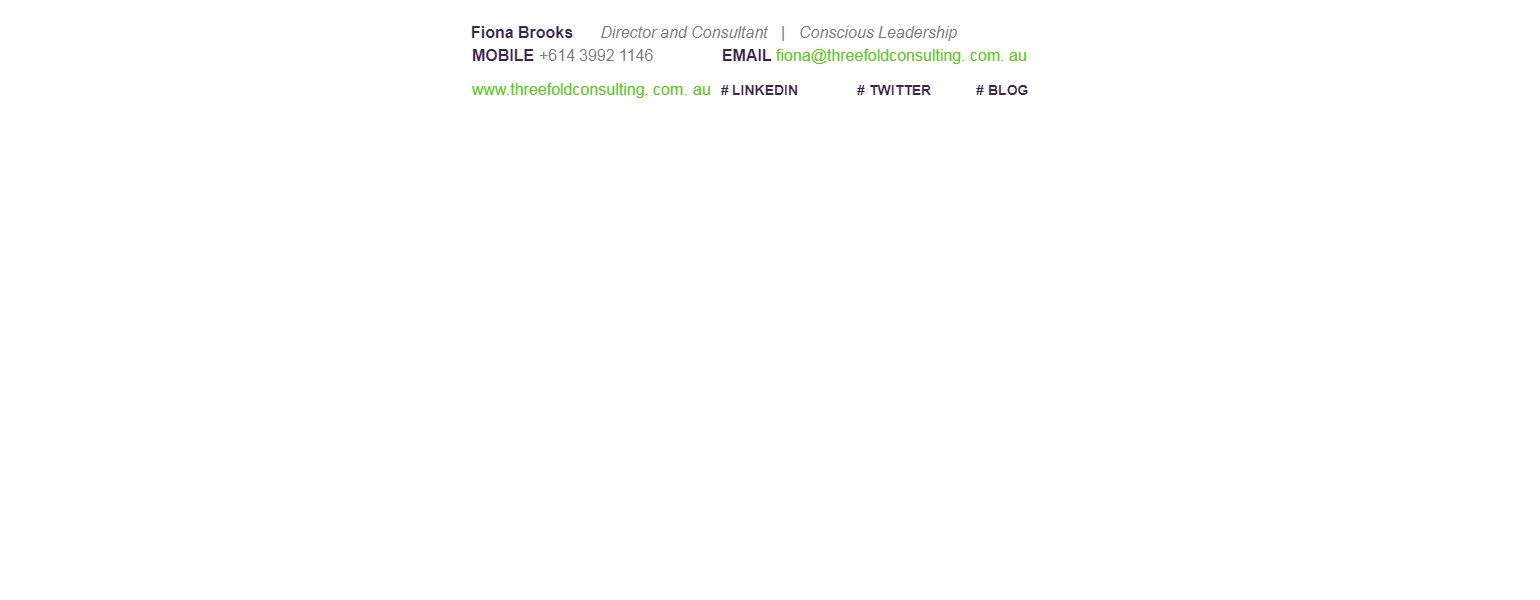 Fiona Brooks Director and Consultant | Conscious Leadership
MOBILE +614 3992 1146 EMAIL fiona@threefoldconsulting. com. au
www.threefoldconsulting. com. au # LINKEDIN # TWITTER # BLOG